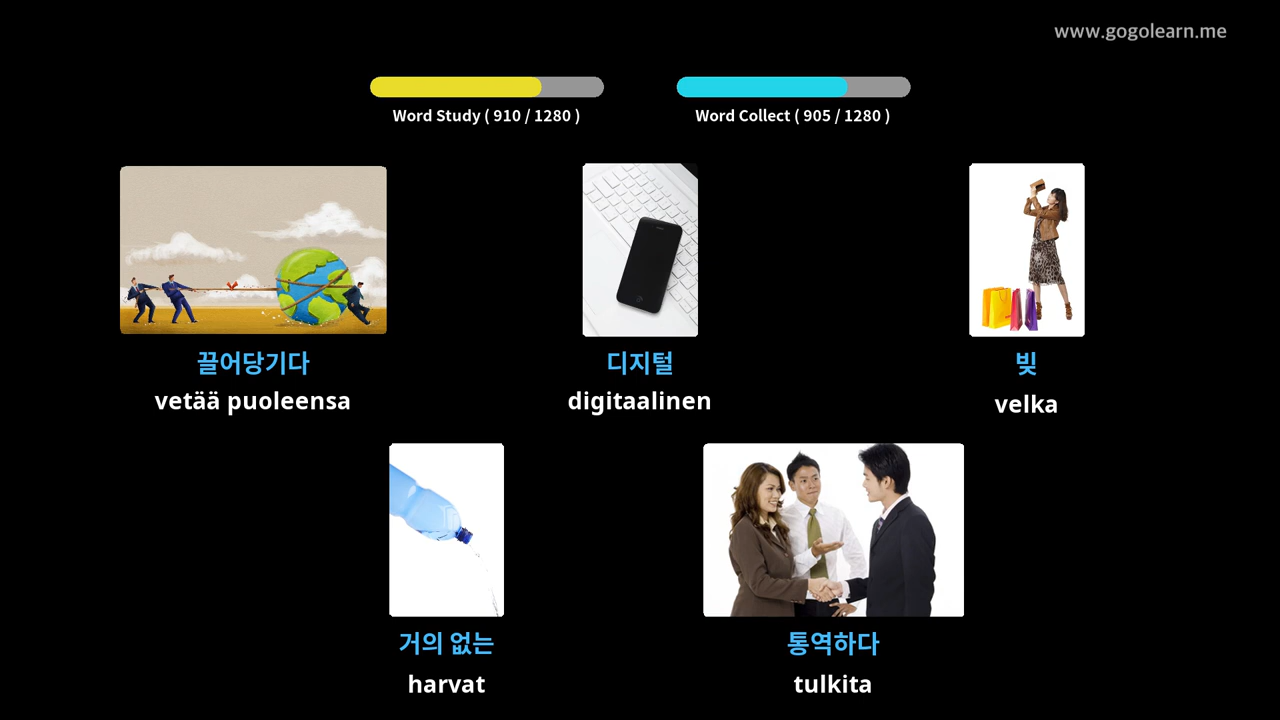 www.gogolearn.me
Word Study ( 910 / 1280 )
Word Collect ( 905 / 1280 )
끌어당기다
vetää puoleensa
디지털
digitaalinen
빚
velka
거의 없는
harvat
통역하다
tulkita